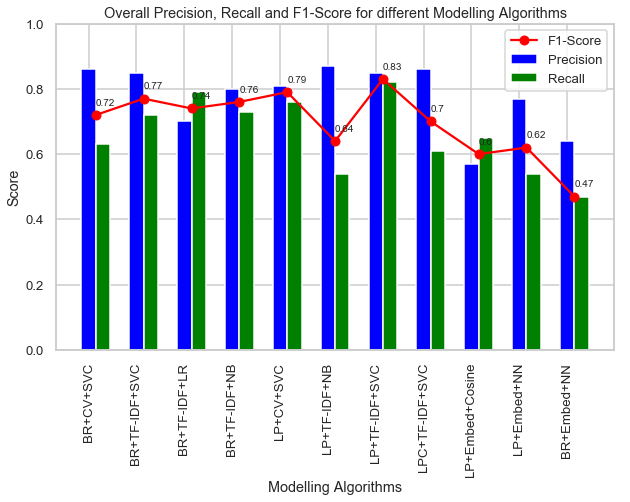 Overall Precision, Recall and F1-Score for different Modelling Algorithms
1.0
0.8
0.6
0.4
0.2
0.0
Score
F1-Score
Precision
Recall
0.72
0.77
0.74
0.76
0.79
0.64
0.83
0.7
0.6
0.62
0.47
BR+CV+SVC
BR+TF-IDF+SVC
BR+TF-IDF+LR
BR+TF-IDF+NB
LP+CV+SVC
LP+TF-IDF+NB
LP+TF-IDF+SVC
LPC+TF-IDF+SVC
LP+Embed+Cosine
LP+Embed+NN
BR+Embed+NN
Modelling Algorithms